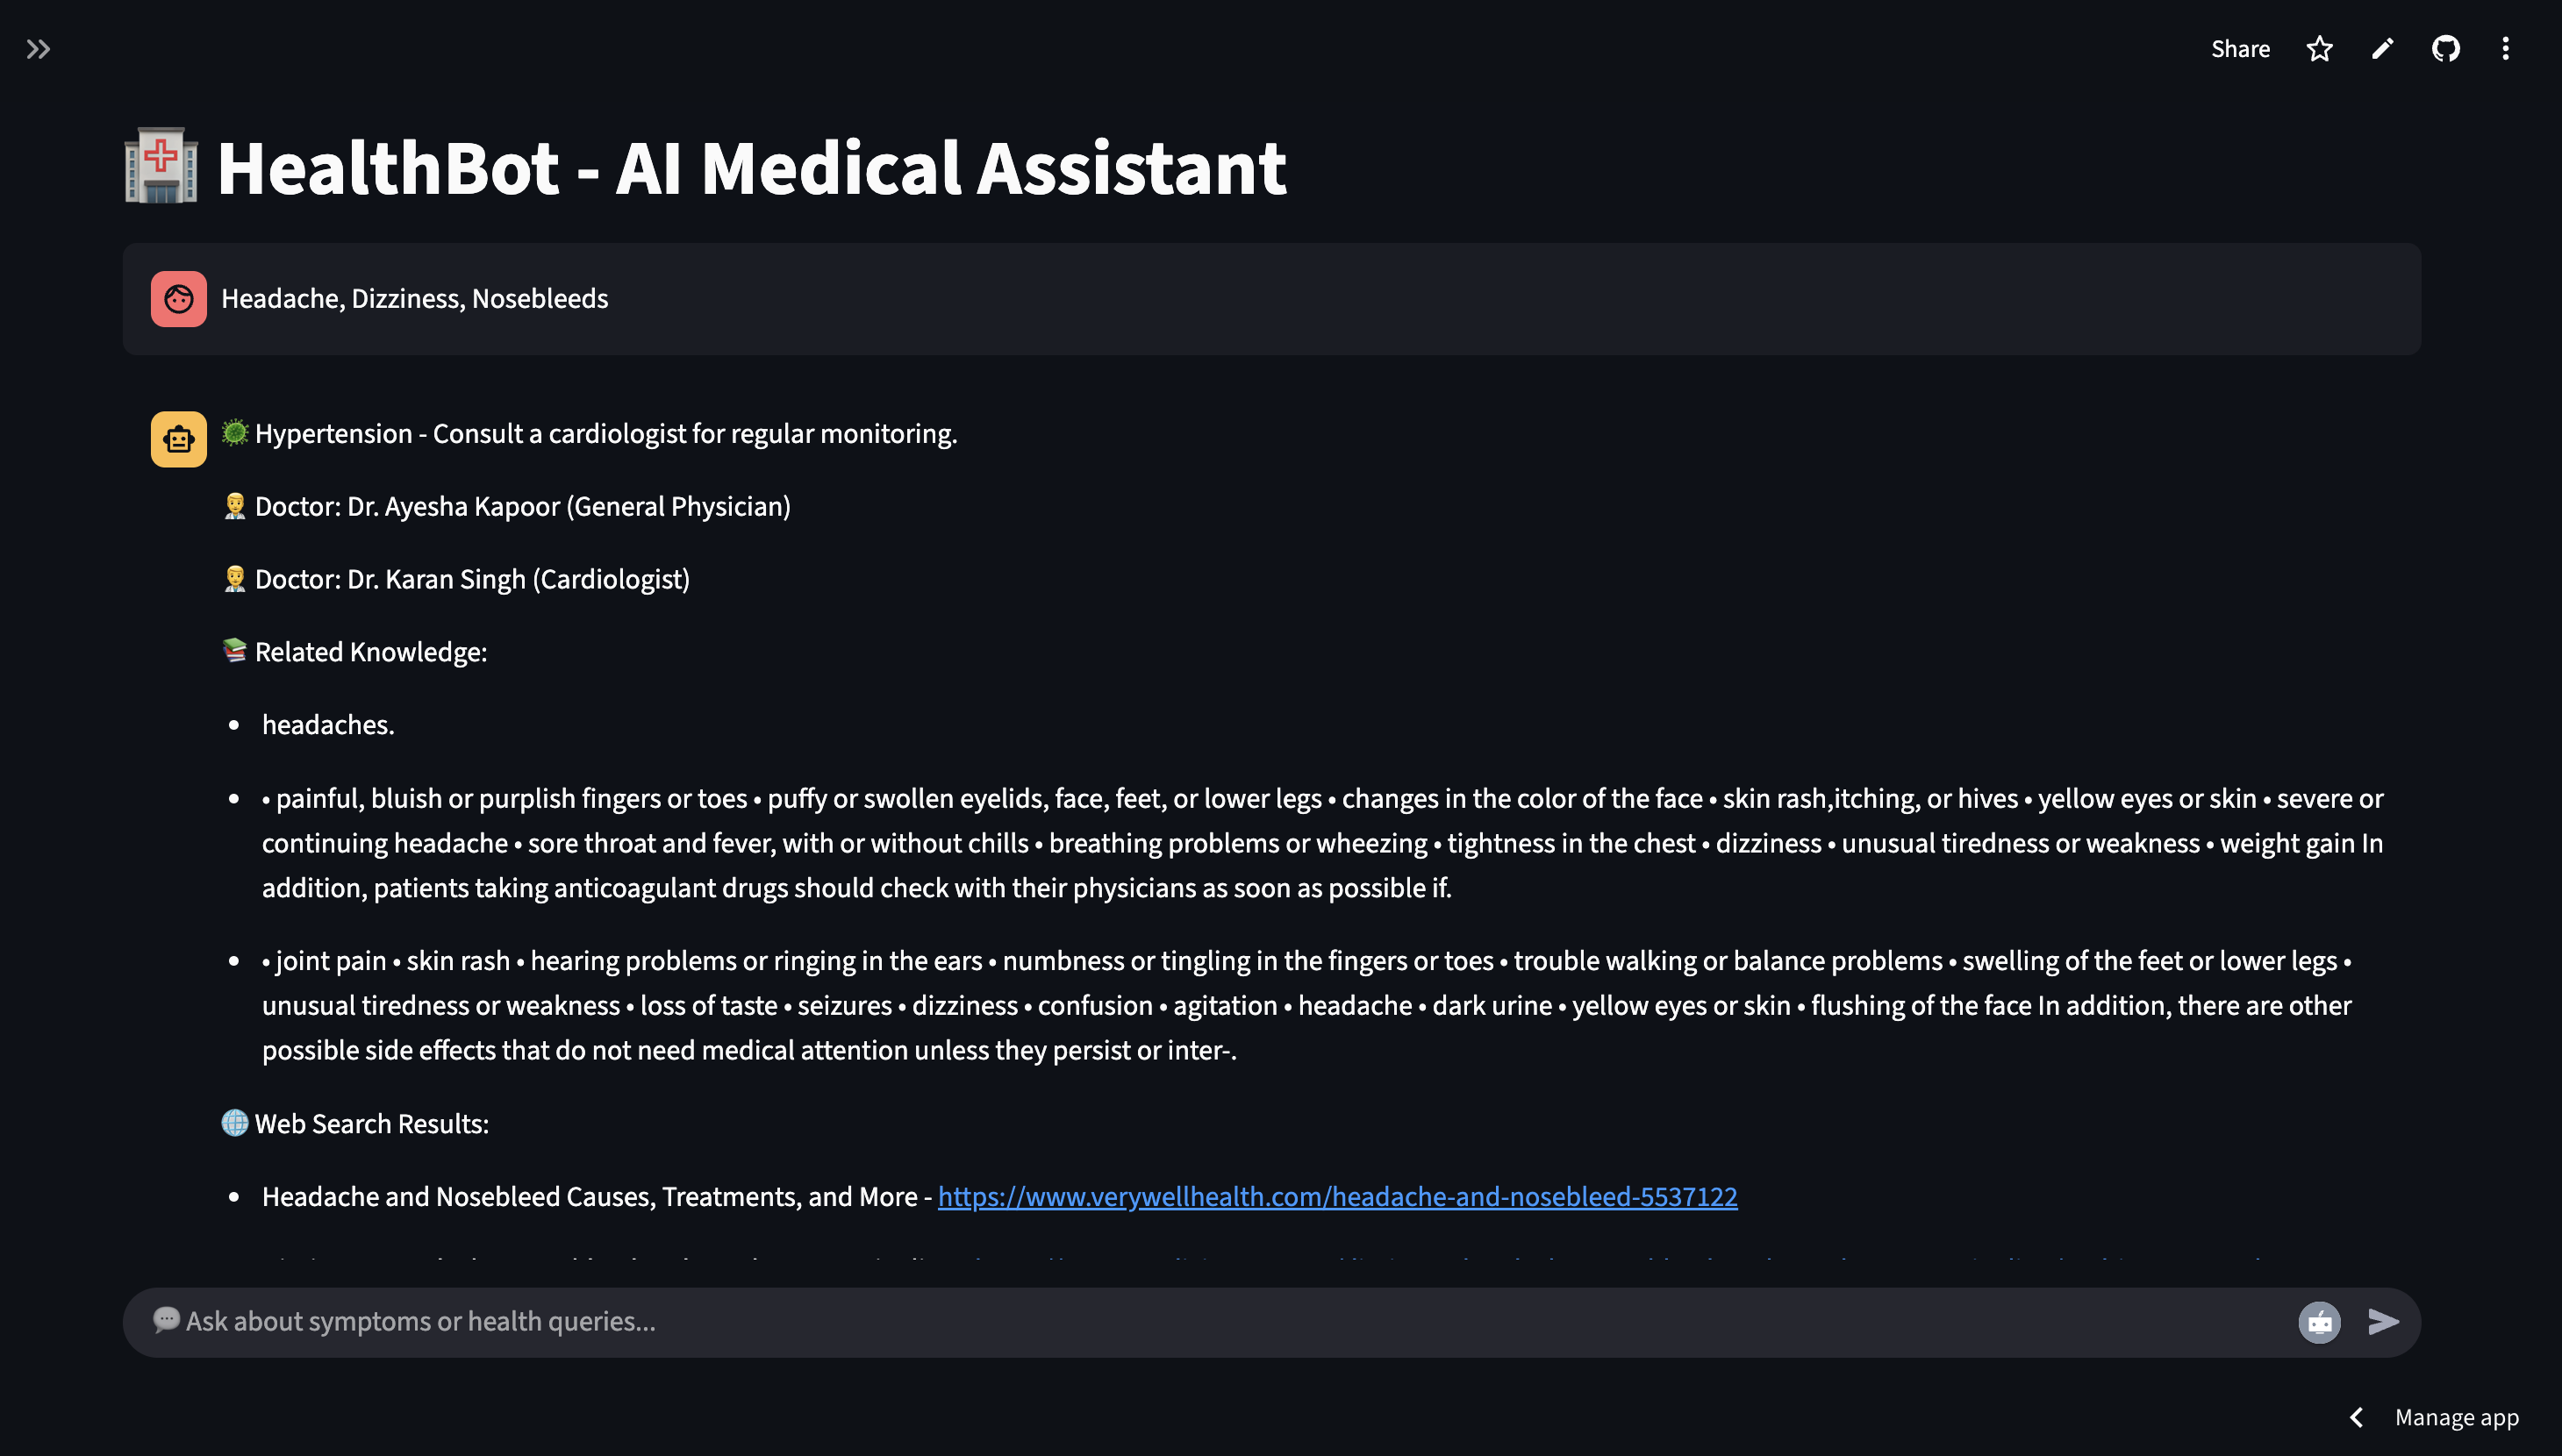 Share
HealthBot - AI Medical Assistant
Headache, Dizziness, Nosebleeds
Hypertension - Consult a cardiologist for regular monitoring.
Doctor: Dr. Ayesha Kapoor (General Physician)
Doctor: Dr. Karan Singh (Cardiologist)
Related Knowledge:
• headaches.
• • painful, bluish or purplish fingers or toes • puffy or swollen eyelids, face, feet, or lower legs • changes in the color of the face • skin rash,itching, or hives • yellow eyes or skin • severe or
continuing headache • sore throat and fever, with or without chills • breathing problems or wheezing • tightness in the chest • dizziness • unusual tiredness or weakness • weight gain In
addition, patients taking anticoagulant drugs should check with their physicians as soon as possible if.
• • joint pain • skin rash • hearing problems or ringing in the ears • numbness or tingling in the fingers or toes • trouble walking or balance problems • swelling of the feet or lower legs •
unusual tiredness or weakness • loss of taste • seizures • dizziness • confusion • agitation • headache • dark urine • yellow eyes or skin • flushing of the face In addition, there are other
possible side effects that do not need medical attention unless they persist or inter-.
Web Search Results:
• Headache and Nosebleed Causes, Treatments, and More - https://www.verywellhealth.com/headache-and-nosebleed-5537122
Ask about symptoms or health queries...
Manage app